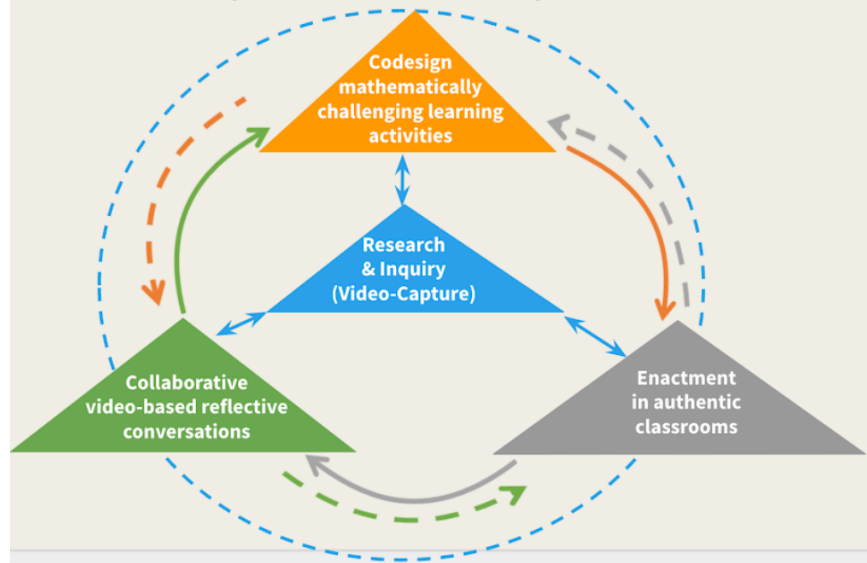 Codesign
mathematically
challenging learning
activities
Research
& Inquiry
(Video-Capture)
Collaborative
video-based reflective
conversations
Enactment
in authentic
classrooms